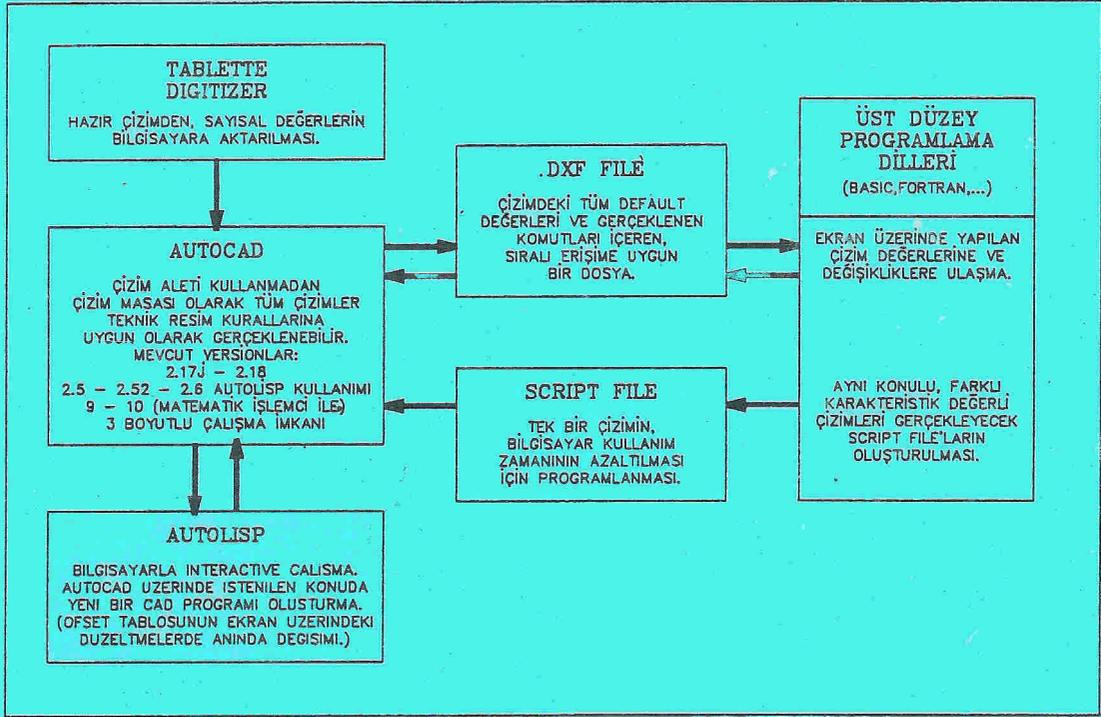 TABLETTE
DIGITIZER
HAZIR ÇİZİMDEN, SAYISAL DEĞERLERİN
BİLGİSAYARA AKTARILMASI.
AUTOCAD
ÇİZİM ALETİ KULLANMADAN
ÇİZİM MASASI OLARAK TÜM ÇİZİMLER
TEKNİK RESİM KURALLARINA
UYGUN OLARAK GERÇEKLENEBİLİR.
MEVCUT VERSİONLAR:
2.17J - 2.18
2.5 - 2.52 - 2.6 AUTOLISP KULLANIMI
9 - 10 (MATEMATİK İŞLEMCİ İLE)
3 BOYUTLU ÇALIŞMA İMKANI
AUTOLISP
BILGISAYARLA INTERACTIVE CALISMA.
AUTOCAD UZERINDE ISTENILEN KONUDA
YENI BIR CAD PROGRAMI OLUSTURMA.
(OFSET TABLOSUNUN EKRAN UZERINDEKI
DUZELTMELERDE ANINDA DEGISIMI.)
.DXF FILE
ÇİZİMDEKİ TÜM DEFAULT
DEĞERLERİ VE GERÇEKLENEN
KOMUTLARI İÇEREN,
SIRALI ERİŞİME UYGUN
BİR DOSYA.
SCRIPT FILE
TEK BİR ÇİZİMİN,
BİLGİSAYAR KULLANIM
ZAMANININ AZALTILMASI
İÇİN PROGRAMLANMASI.
ÜST DÜZEY
PROGRAMLAMA
DİLLERİ
(BASIC,FORTRAN,...)
EKRAN ÜZERİNDE YAPILAN
ÇİZİM DEĞERLERİNE VE
DEĞİŞİKLİKLERE ULAŞMA.
AYNI KONULU, FARKLI
KARAKTERİSTİK DEĞERLİ
ÇİZİMLERİ GERÇEKLEYECEK
SCRIPT FILE'LARIN
OLUŞTURULMASI.